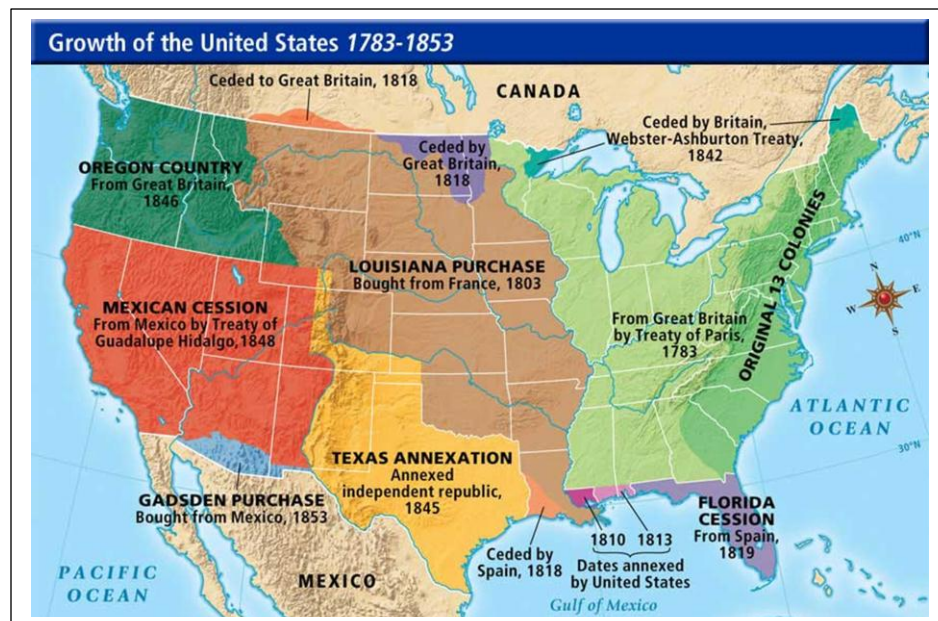 Growth of the United States 1783-1853
Ceded to Great Britain, 1818
CANADA
Ceded by Britain,
Webster-Ashburton Treaty,
1842
Ceded by
Great Britain,
1818
OREGON COUNTRY
From Great Britain,
1846
ORIGINAL 13 COLONIES
40°N
N
W
E
S
LOUISIANA PURCHASE
Bought from France, 1803
MEXICAN CESSION
From Mexico by Treaty of
Guadalupe Hidalgo, 1848
From Great Britain
by Treaty of Paris,
1783
ATLANTIC
OCEAN
30°N
TEXAS ANNEXATION
Annexed
independent republic,
1845
GADSDEN PURCHASE
Bought from Mexico, 1853
FLORIDA
CESSION
From Spain,
1819
Ceded by
Spain, 1818
1810 1813
Dates annexed
by United States
PACIFIC
OCEAN
MEXICO
Gulf of Mexico